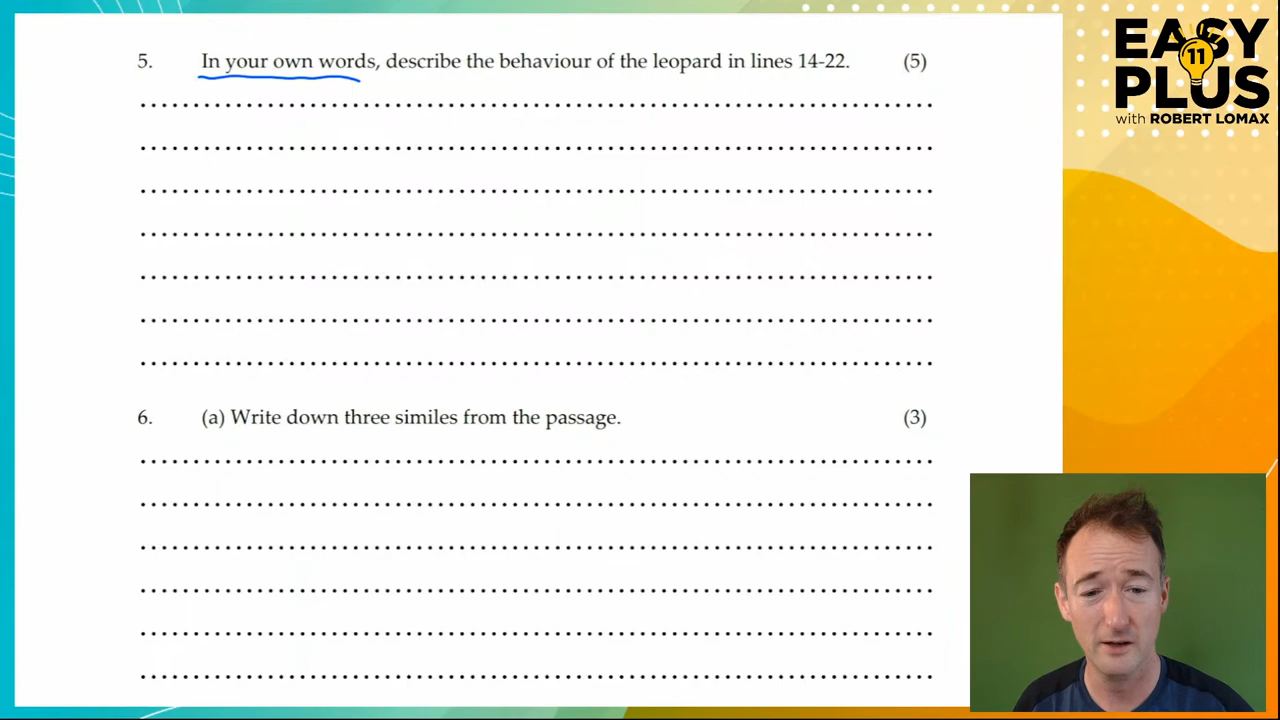 5. In your own words, describe the behaviour of the leopard in lines 14-22. (5)
6. (a) Write down three similes from the passage. (3)
EASY
11
PLUS
with ROBERT LOMAX